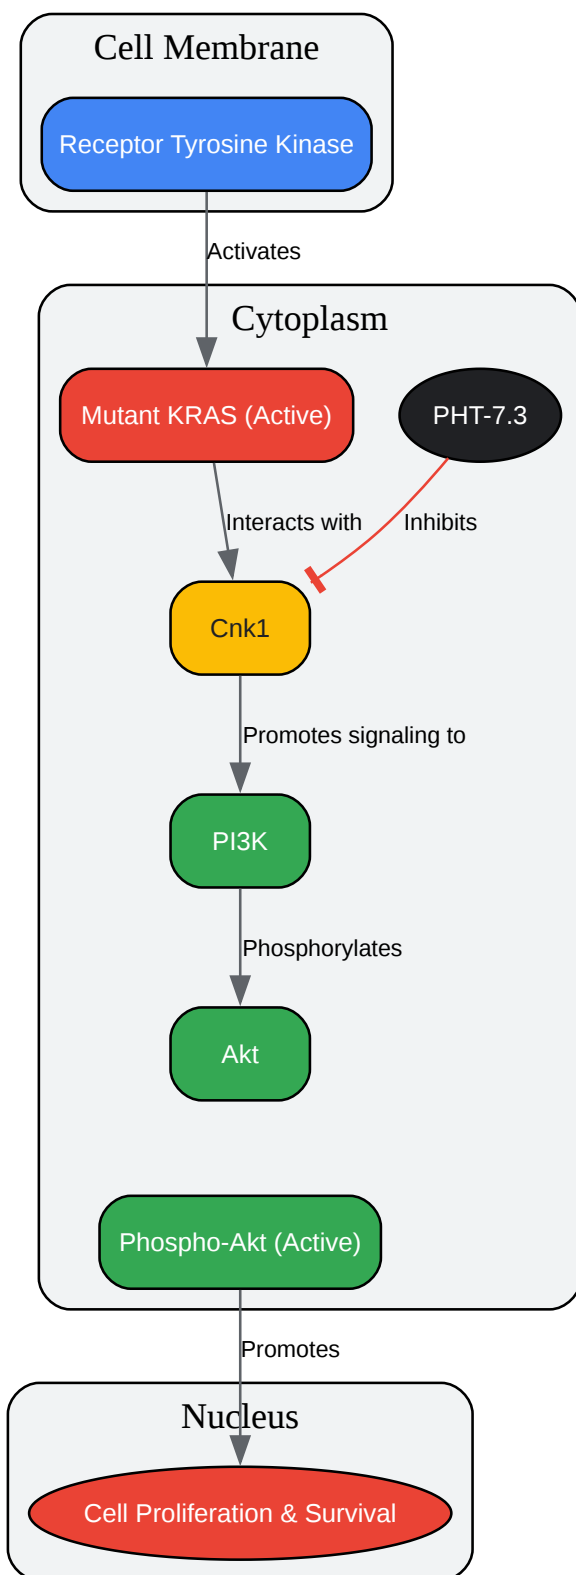 Cell Membrane
Receptor Tyrosine Kinase
Activates
Cytoplasm
Mutant KRAS (Active)
PHT-7.3
Interacts with
Inhibits
Cnk1
Promotes signaling to
PI3K
Phosphorylates
Akt
Phospho-Akt (Active)
Promotes
Nucleus
Cell Proliferation & Survival